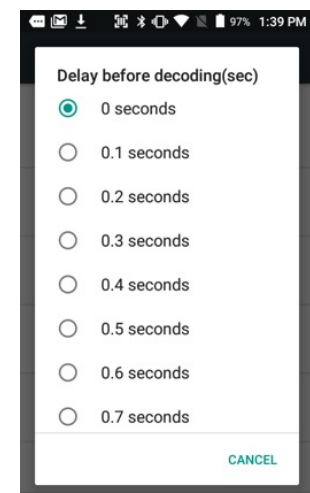 97% 1:39 PM
Delay before decoding(sec)
0 seconds
0.1 seconds
0.2 seconds
0.3 seconds
0.4 seconds
0.5 seconds
0.6 seconds
0.7 seconds
CANCEL